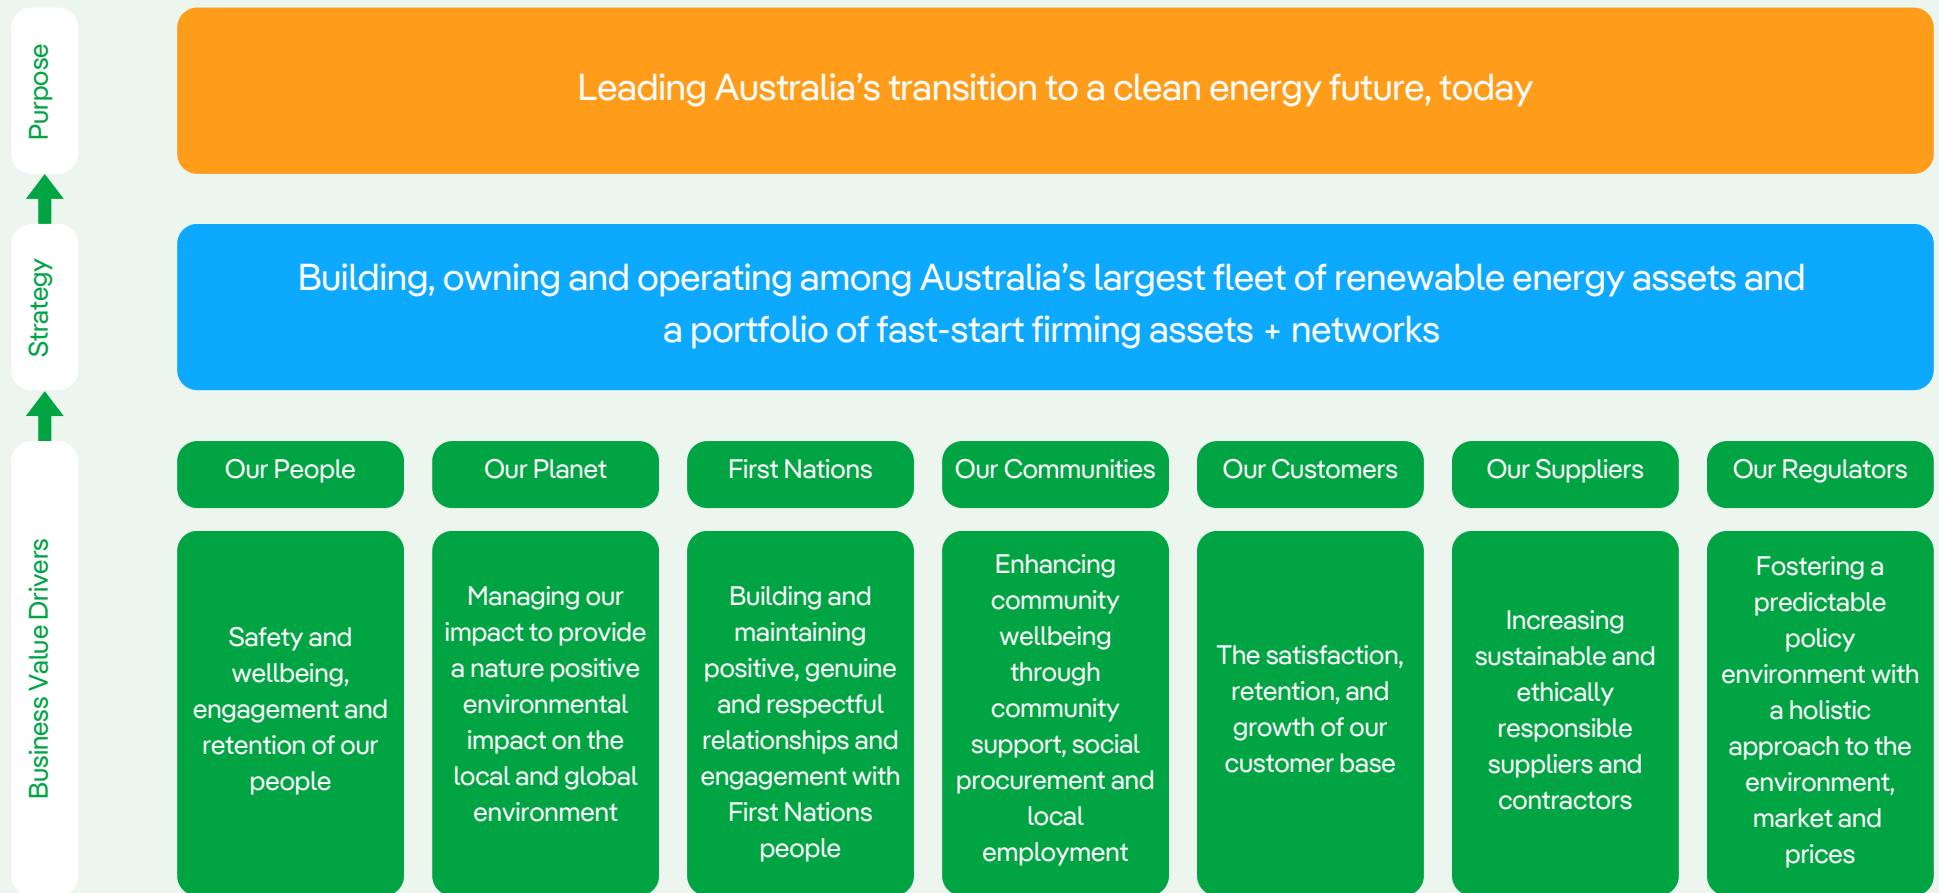 Purpose
Leading Australia’s transition to a clean energy future, today
Strategy
Building, owning and operating among Australia’s largest fleet of renewable energy assets and
a portfolio of fast-start firming assets + networks
Business Value Drivers
Our People
Safety and
wellbeing,
engagement and
retention of our
people
Our Planet
Managing our
impact to provide
a nature positive
environmental
impact on the
local and global
environment
First Nations
Building and
maintaining
positive, genuine
and respectful
relationships and
engagement with
First Nations
people
Our Communities
Enhancing
community
wellbeing
through
community
support, social
procurement and
local
employment
Our Customers
The satisfaction,
retention, and
growth of our
customer base
Our Suppliers
Increasing
sustainable and
ethically
responsible
suppliers and
contractors
Our Regulators
Fostering a
predictable
policy
environment with
a holistic
approach to the
environment,
market and
prices